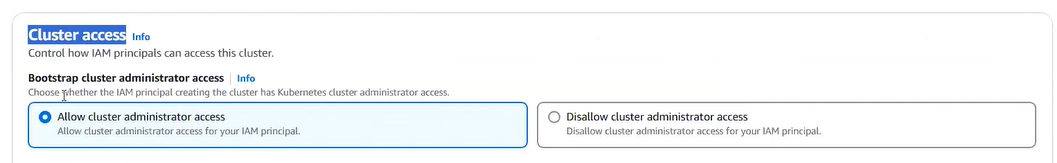 Cluster access Info
Control how IAM principals can access this cluster.
Bootstrap cluster administrator access Info
Choose whether the IAM principal creating the cluster has Kubernetes cluster administrator access.
Allow cluster administrator access
Allow cluster administrator access for your IAM principal.
Disallow cluster administrator access
Disallow cluster administrator access for your IAM principal.